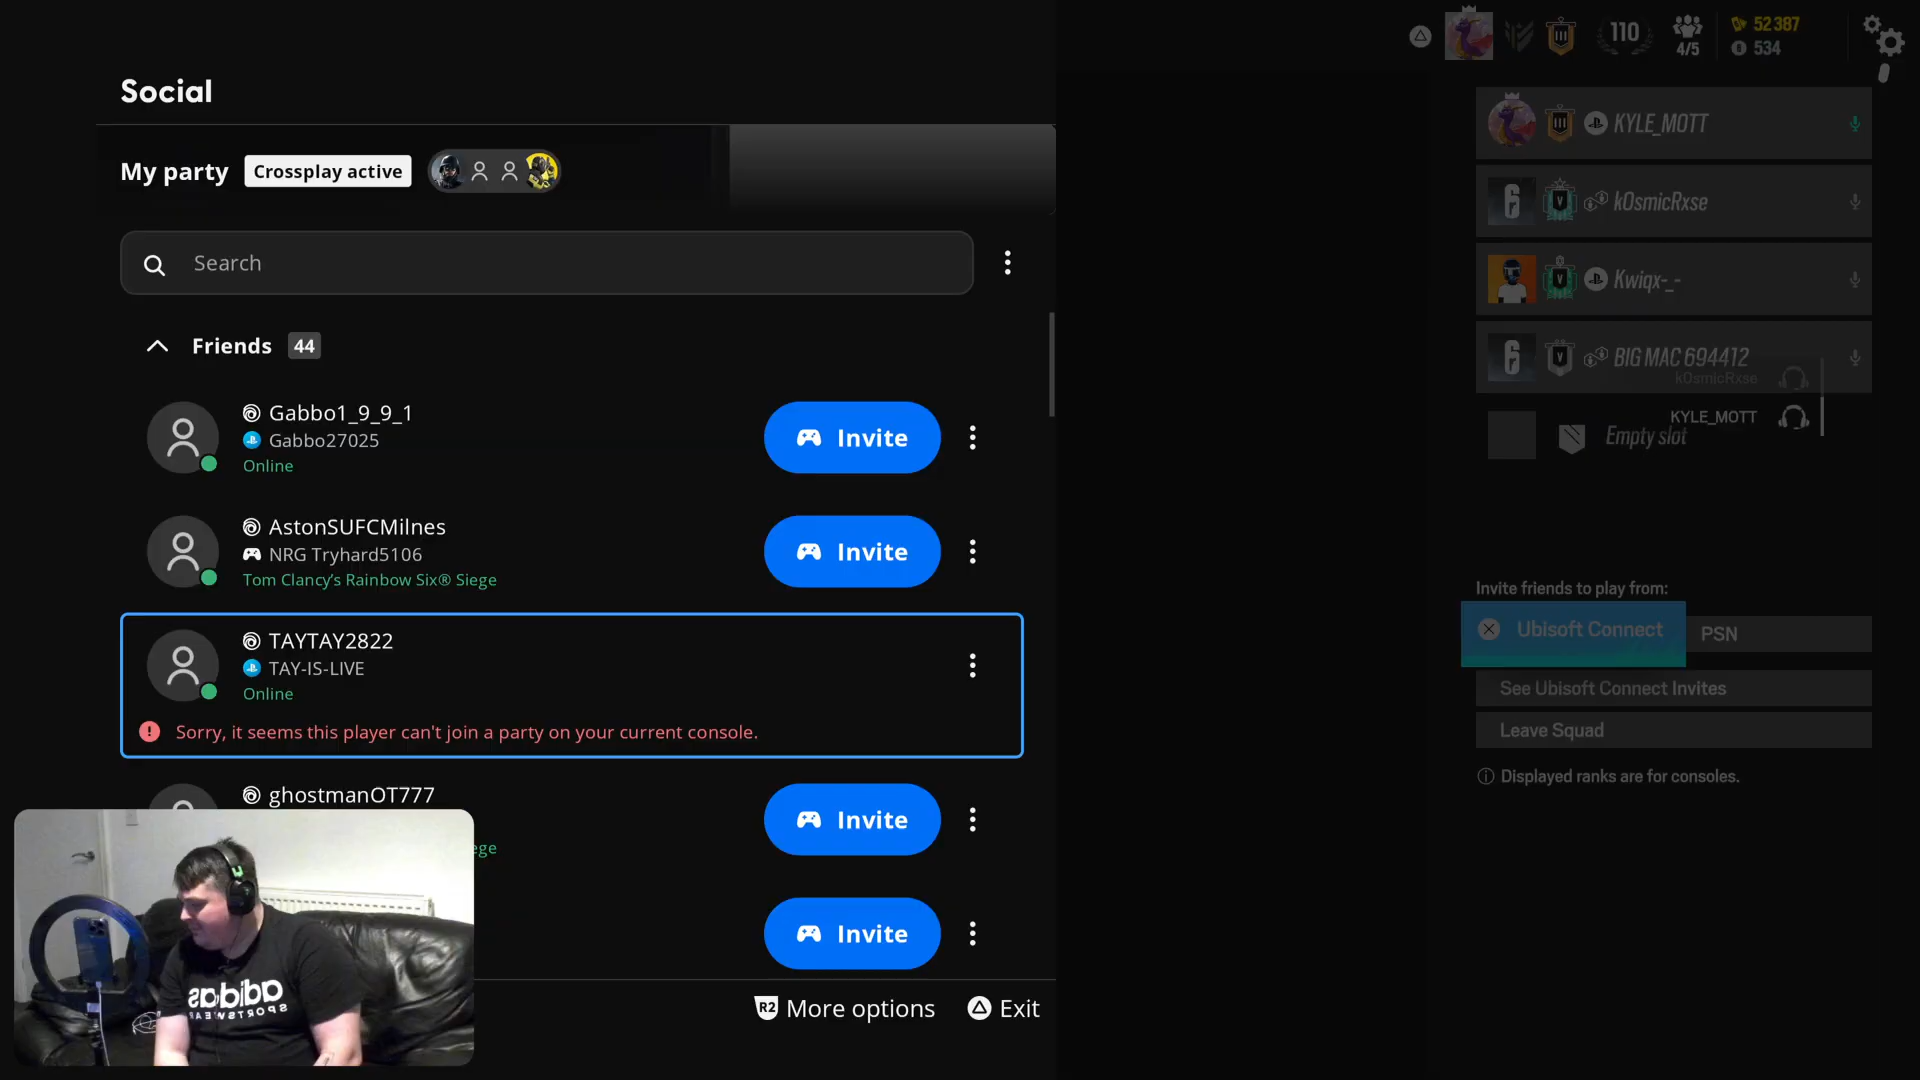 Social
My party
Crossplay active
Search
Friends 44
Gabbo1_9_9_1
Gabbo27025
Online
Invite
AstonSUFCMilnes
NRG Tryhard5106
Tom Clancy's Rainbow Six® Siege
Invite
TAYTAY2822
TAY-IS-LIVE
Online
Sorry, it seems this player can't join a party on your current console.
ghostmanOT777
ege
Invite
Invite
R2 More options
Exit
110
4/5
52 387
534
KYLE_MOTT
kOsmicRxse
Kwiqx-_-
BIG MAC 694412
kOsmicRxse
KYLE_MOTT
Empty slot
Invite friends to play from:
Ubisoft Connect
PSN
See Ubisoft Connect Invites
Leave Squad
Displayed ranks are for consoles.
adidas
SPORTSWEAR